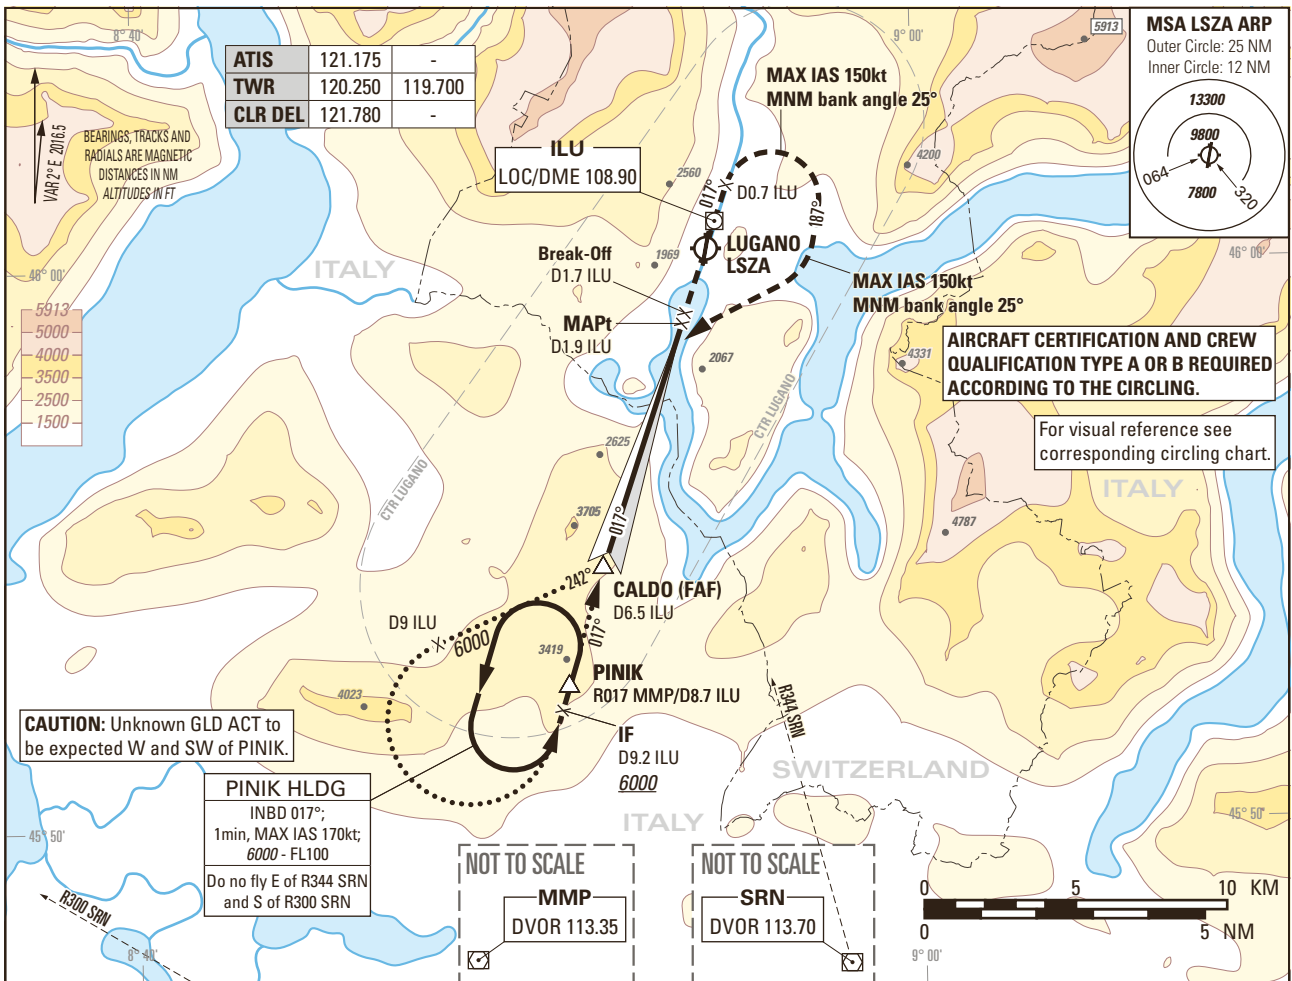 8° 40'
9° 00'
5913
MSA LSZA ARP
Outer Circle: 25 NM
Inner Circle: 12 NM
13300
9800
064
7800
320
ATIS 121.175 -
TWR 120.250 119.700
CLR DEL 121.780 -
VAR 2° E 2016.5
BEARINGS, TRACKS AND
RADIALS ARE MAGNETIC
DISTANCES IN NM
ALTITUDES IN FT
MAX IAS 150kt
MNM bank angle 25°
ILU
LOC/DME 108.90
4200
2560
017°
D0.7 ILU
187°
LUGANO
LSZA
1969
Break-Off
D1.7 ILU
46° 00'
46° 00'
ITALY
MAX IAS 150kt
MNM bank angle 25°
MAPt
D1.9 ILU
5913
5000
4000
3500
2500
1500
AIRCRAFT CERTIFICATION AND CREW
QUALIFICATION TYPE A OR B REQUIRED
ACCORDING TO THE CIRCLING.
4331
2067
CTR LUGANO
For visual reference see
corresponding circling chart.
2625
CTR LUGANO
ITALY
3705
017°
4787
242°
CALDO (FAF)
D6.5 ILU
D9 ILU
6000
017°
3419
PINIK
R017 MMP/D8.7 ILU
4023
R344 SRN
CAUTION: Unknown GLD ACT to
be expected W and SW of PINIK.
IF
D9.2 ILU
6000
SWITZERLAND
PINIK HLDG
INBD 017°;
1min, MAX IAS 170kt;
6000 - FL100
Do no fly E of R344 SRN
and S of R300 SRN
ITALY
45° 50'
45° 50'
NOT TO SCALE
MMP
DVOR 113.35
NOT TO SCALE
SRN
DVOR 113.70
0 5 10 KM
0 5 NM
R300 SRN
8° 40'
9° 00'